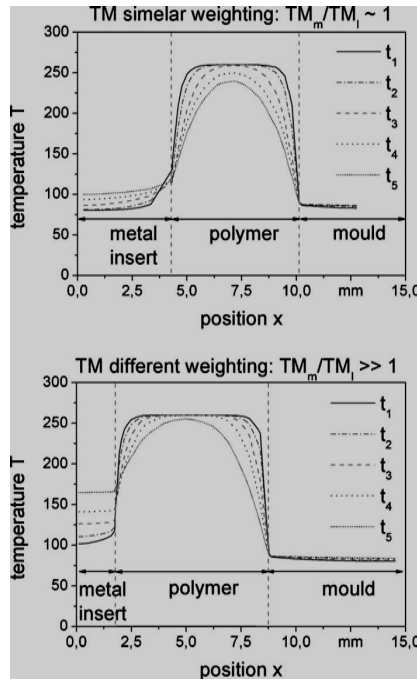 TM simelar weighting: TMm/TMl ~ 1
300
250
200
150
100
50
0
temperature T
t1
t2
t3
t4
t5
metal
insert
polymer
mould
0,0 2,5 5,0 7,5 10,0 mm 15,0
position x
TM different weighting: TMm/TMl >> 1
300
250
200
150
100
50
0
temperature T
t1
t2
t3
t4
t5
metal
insert
polymer
mould
0,0 2,5 5,0 7,5 10,0 mm 15,0
position x